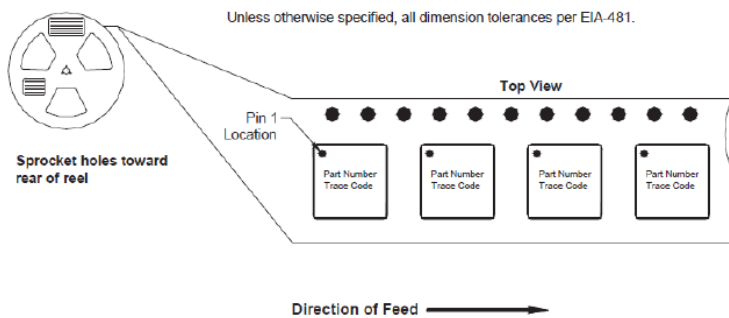 Unless otherwise specified, all dimension tolerances per EIA-481.
Top View
Pin 1
Location
Sprocket holes toward
rear of reel
Part Number
Trace Code
Part Number
Trace Code
Part Number
Trace Code
Part Number
Trace Code
Direction of Feed